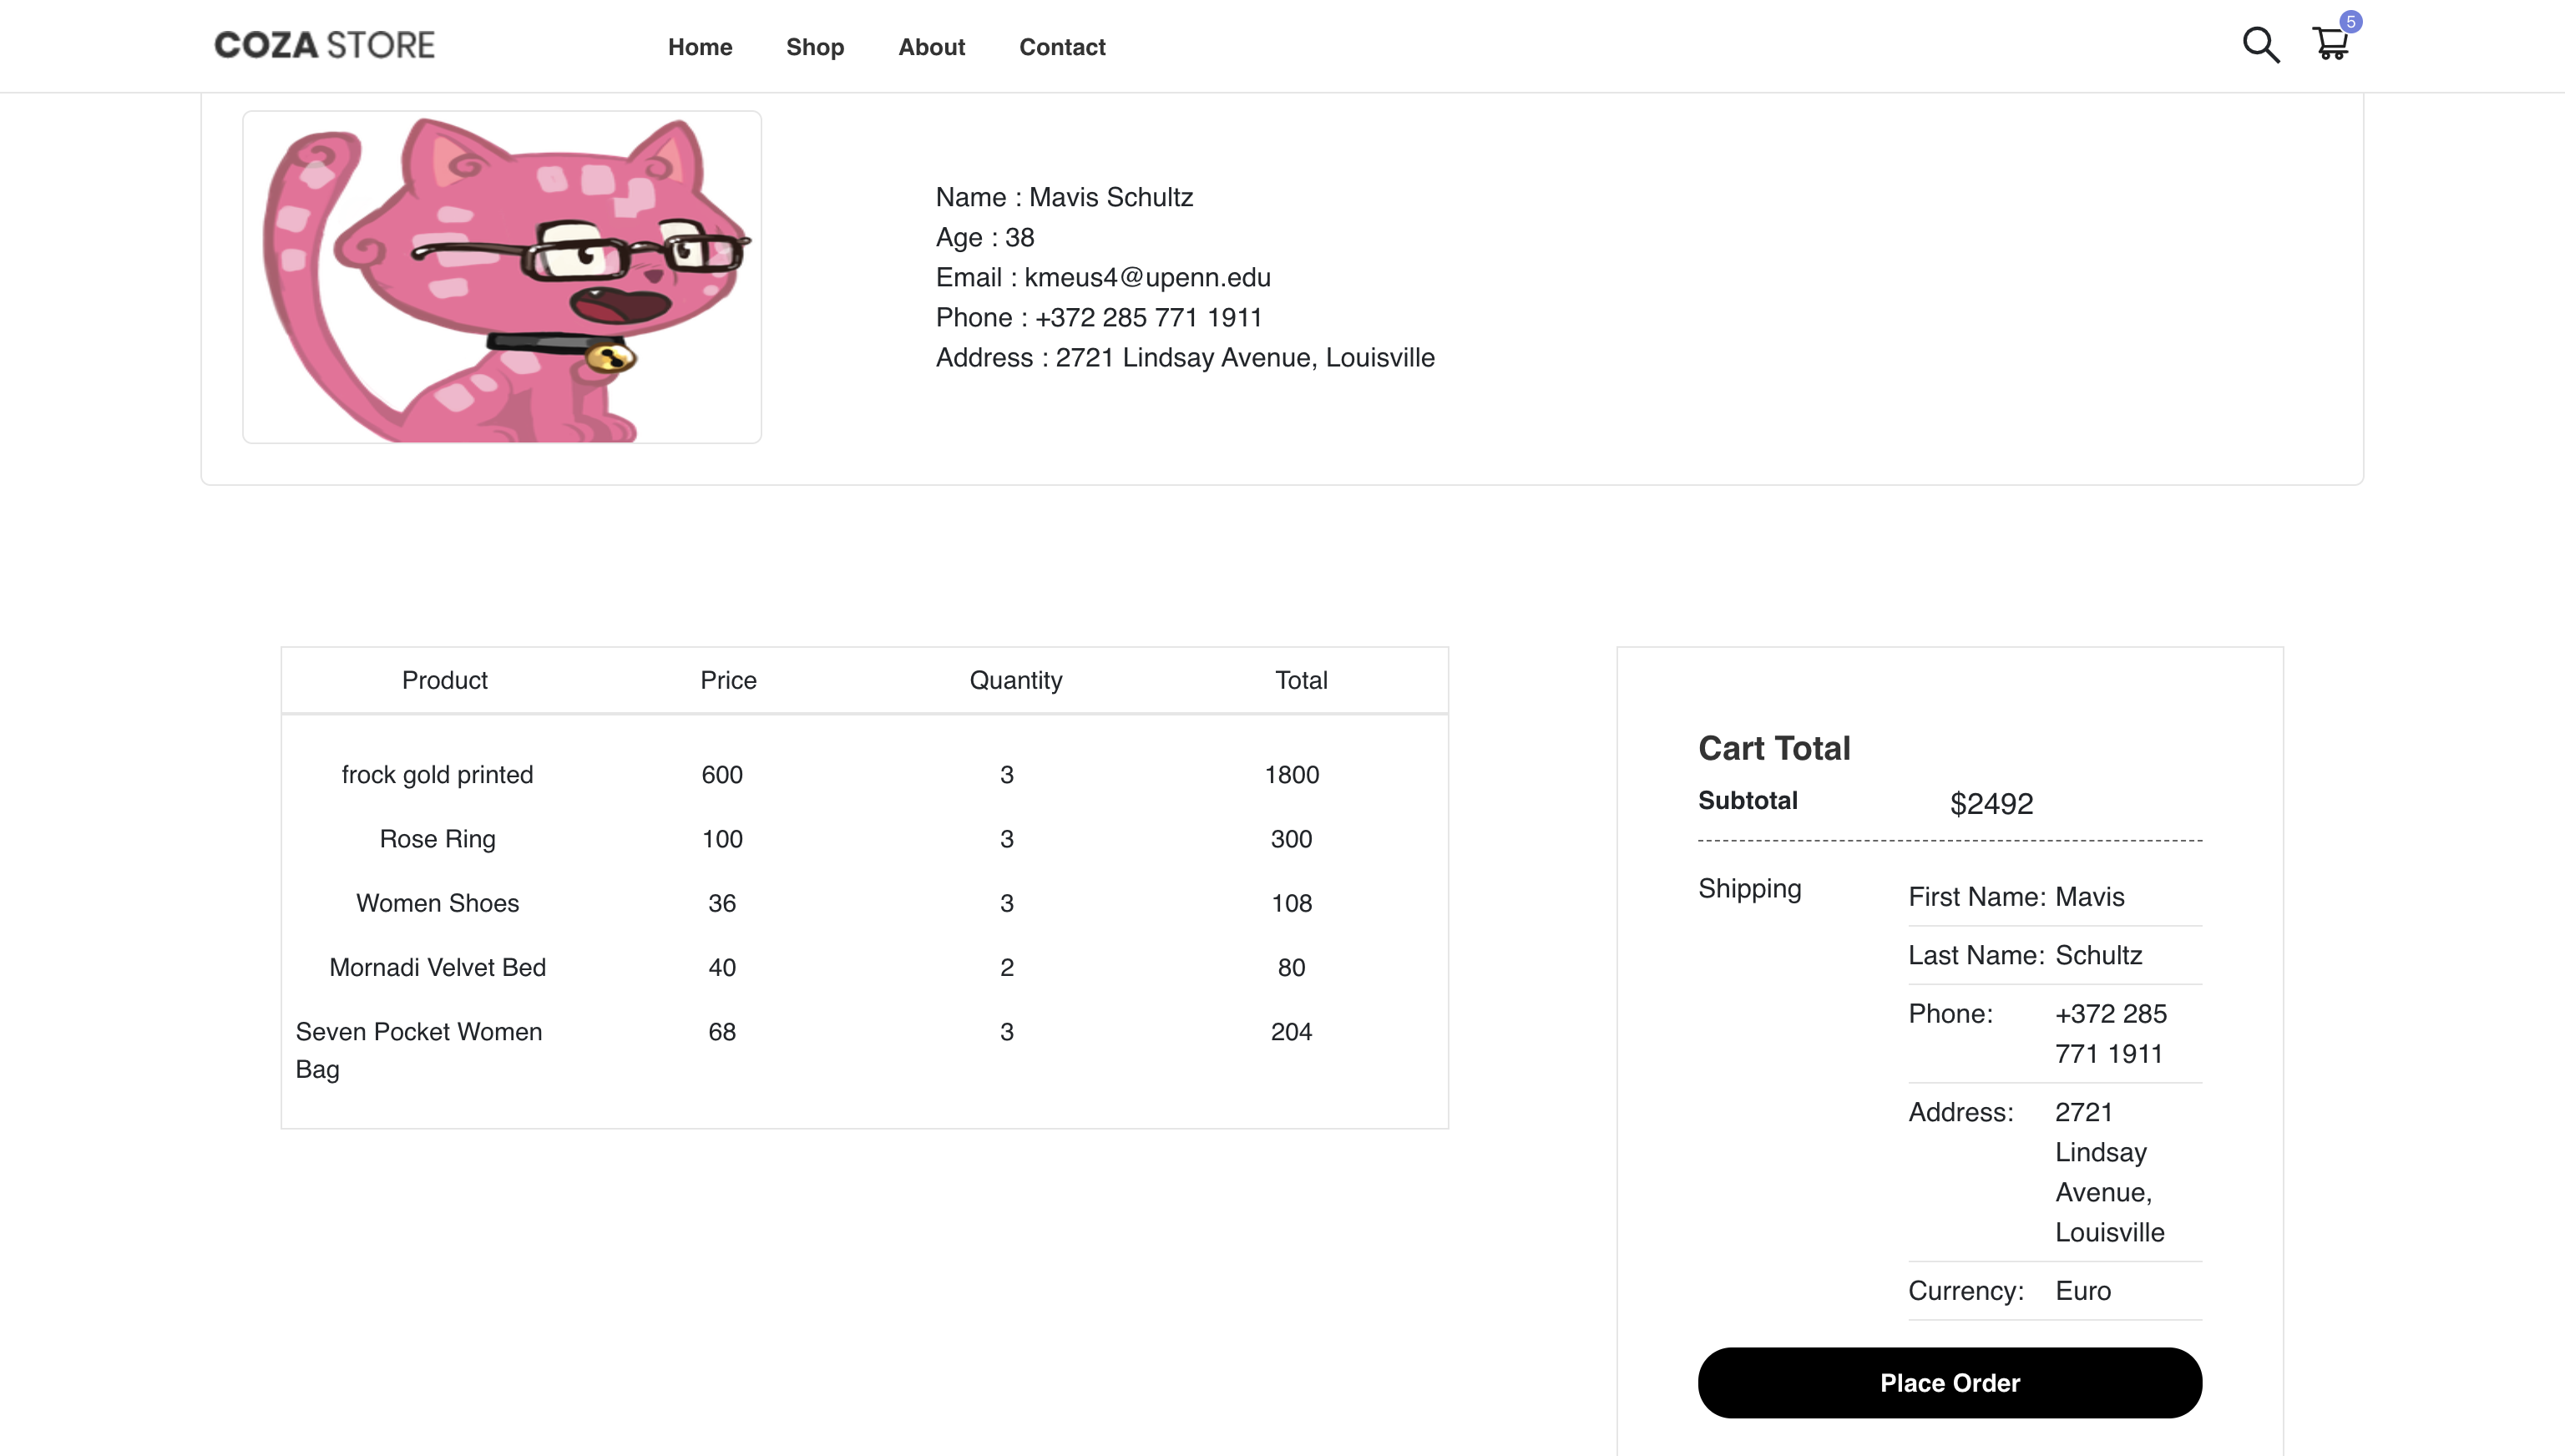 COZA STORE Home Shop About Contact 5
Name : Mavis Schultz
Age : 38
Email : kmeus4@upenn.edu
Phone : +372 285 771 1911
Address : 2721 Lindsay Avenue, Louisville
Product Price Quantity Total
frock gold printed 600 3 1800
Rose Ring 100 3 300
Women Shoes 36 3 108
Mornadi Velvet Bed 40 2 80
Seven Pocket Women 68 3 204
Bag
Cart Total
Subtotal $2492
Shipping
First Name: Mavis
Last Name: Schultz
Phone: +372 285
771 1911
Address: 2721
Lindsay
Avenue,
Louisville
Currency: Euro
Place Order